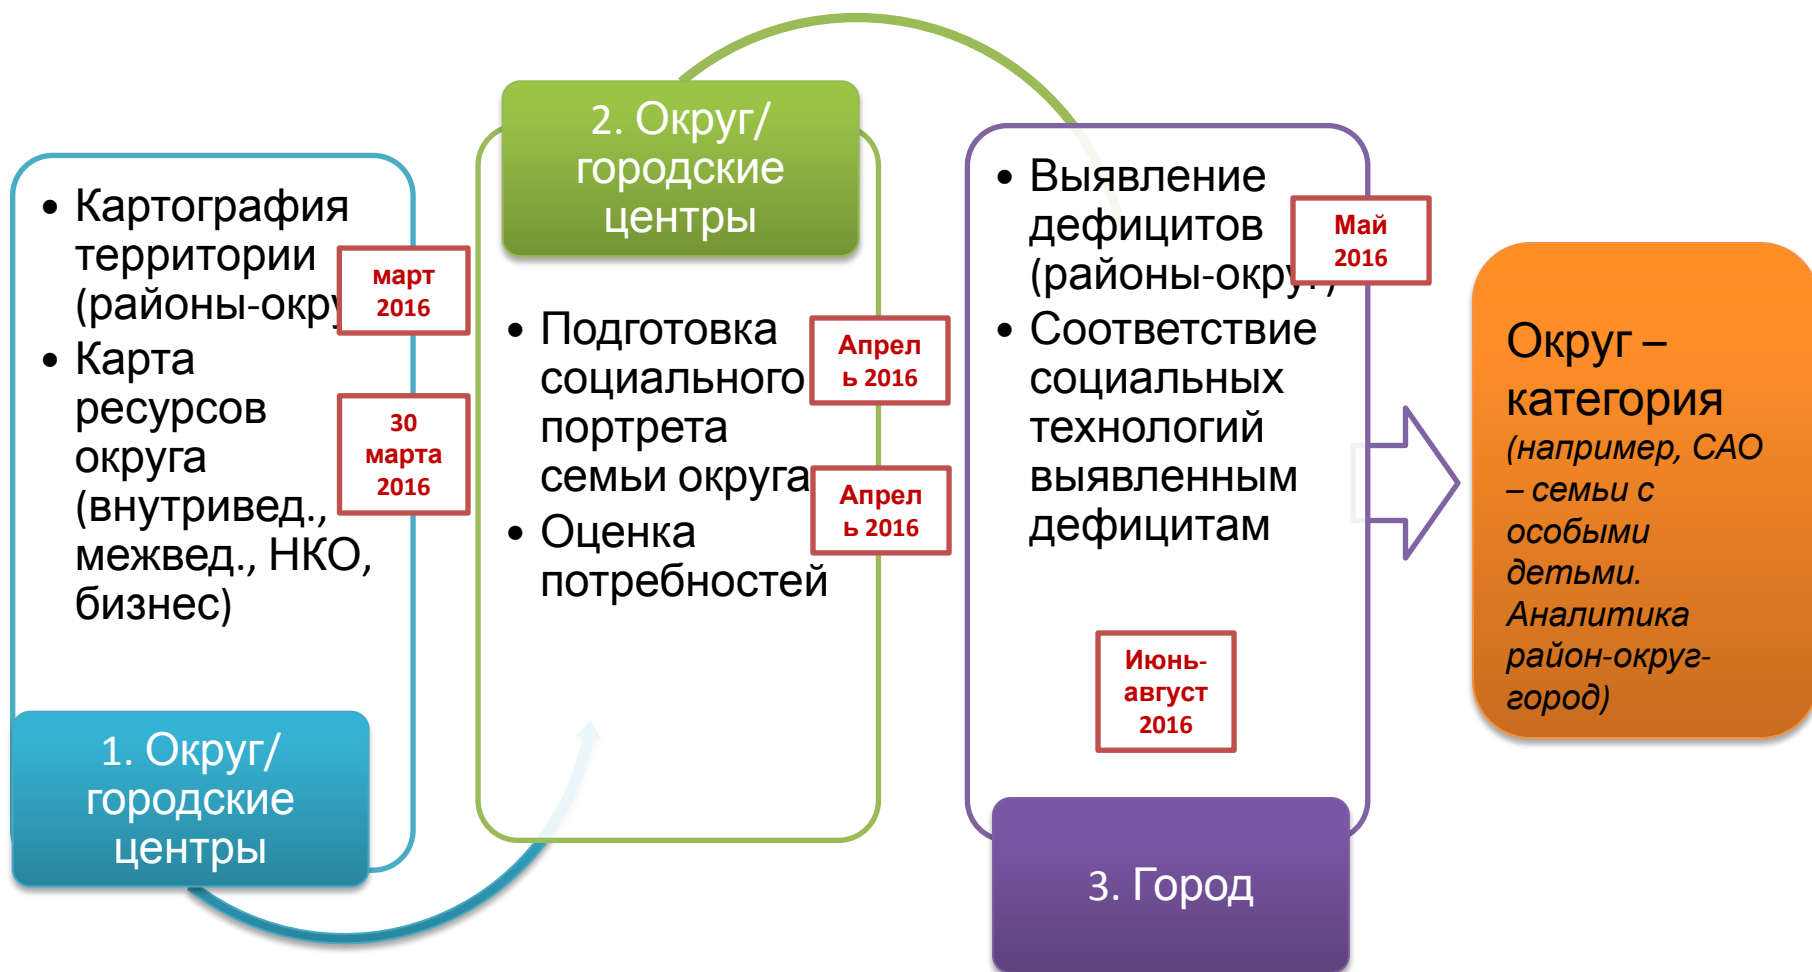 • Картография
территории
(районы-окру
март
2016
• Карта
ресурсов
округа
(внутривед.,
межвед., НКО,
бизнес)
30
марта
2016
1. Округ/
городские
центры
2. Округ/
городские
центры
• Подготовка
социального
портрета
семьи округа
Апрел
ь 2016
• Оценка
потребностей
Апрел
ь 2016
• Выявление
дефицитов
(районы-округ)
Май
2016
• Соответствие
социальных
технологий
выявленным
дефицитам
Июнь-
август
2016
3. Город
Округ –
категория
(например, САО
– семьи с
особыми
детьми.
Аналитика
район-округ-
город)